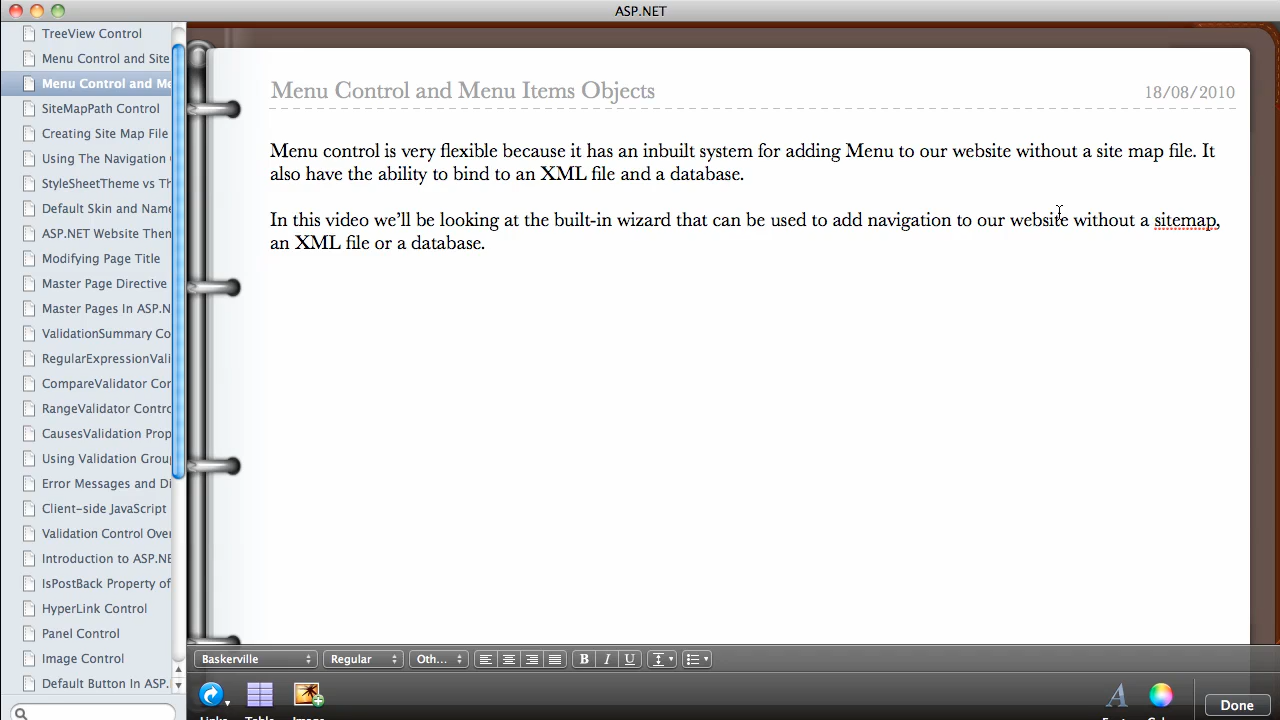 ASP.NET
TreeView Control
Menu Control and Site
Menu Control and Me
SiteMapPath Control
Creating Site Map File
Using The Navigation
StyleSheetTheme vs Th
Default Skin and Name
ASP.NET Website Then
Modifying Page Title
Master Page Directive
Master Pages In ASP.N
ValidationSummary Co
RegularExpressionVali
CompareValidator Con
RangeValidator Contro
CausesValidation Prop
Using Validation Grou
Error Messages and Di
Client-side JavaScript
Validation Control Over
Introduction to ASP.NE
IsPostBack Property of
HyperLink Control
Panel Control
Image Control
Default Button In ASP.
Menu Control and Menu Items Objects 18/08/2010
Menu control is very flexible because it has an inbuilt system for adding Menu to our website without a site map file. It
also have the ability to bind to an XML file and a database.
In this video we'll be looking at the built-in wizard that can be used to add navigation to our website without a sitemap,
an XML file or a database.
Baskerville Regular Oth... B I U
Links Table Image Done